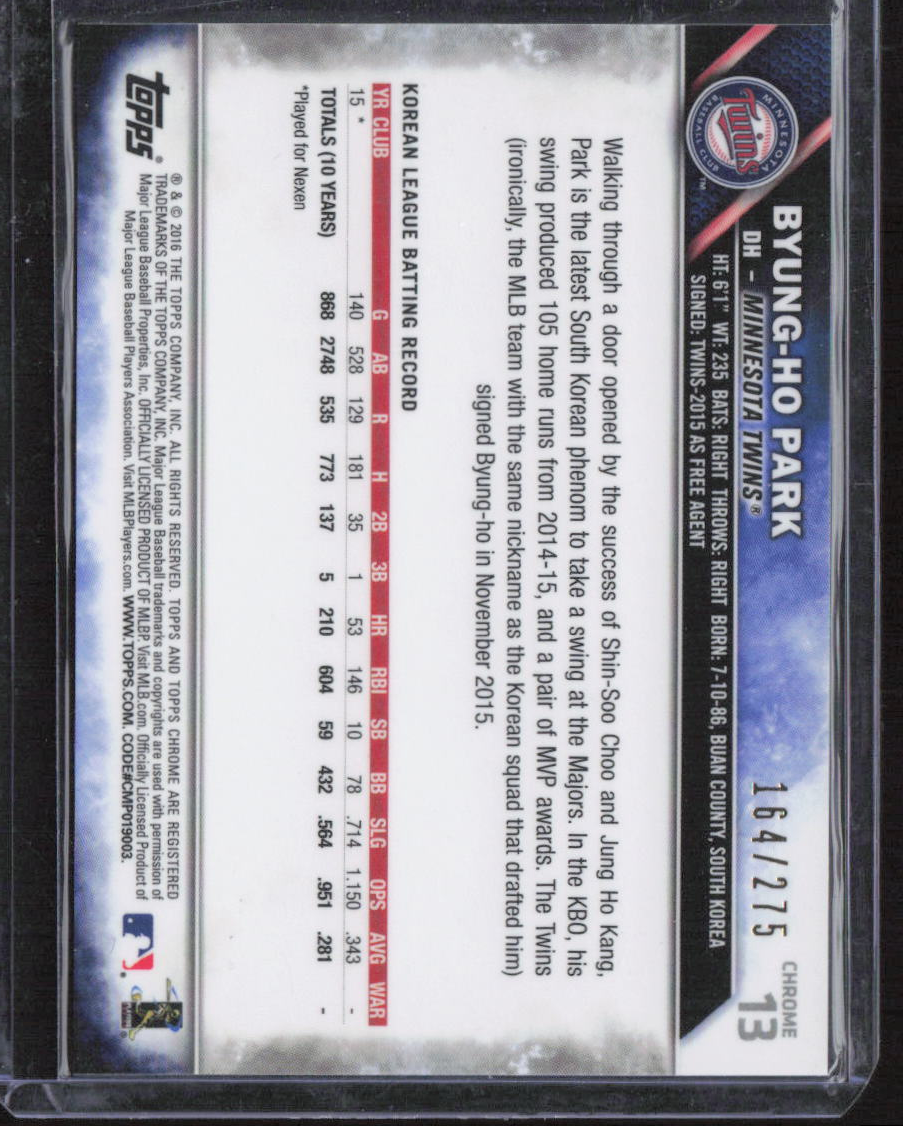 164/275
CHROME
13
MINNESOTA
Twins
BASEBALL CLUB
™
BYUNG-HO PARK
DH – MINNESOTA TWINS®
HT: 6'1" WT: 235 BATS: RIGHT THROWS: RIGHT BORN: 7-10-86, BUAN COUNTY, SOUTH KOREA
SIGNED: TWINS-2015 AS FREE AGENT
Walking through a door opened by the success of Shin-Soo Choo and Jung Ho Kang,
Park is the latest South Korean phenom to take a swing at the Majors. In the KBO, his
swing produced 105 home runs from 2014-15, and a pair of MVP awards. The Twins
(ironically, the MLB team with the same nickname as the Korean squad that drafted him)
signed Byung-ho in November 2015.
KOREAN LEAGUE BATTING RECORD
YR CLUB G AB R H 2B 3B HR RBI SB BB SLG OPS AVG WAR
15 * 140 528 129 181 35 1 53 146 10 78 .714 1.150 .343 -
TOTALS (10 YEARS) 868 2748 535 773 137 5 210 604 59 432 .564 .951 .281 -
*Played for Nexen
topps®
® & © 2016 THE TOPPS COMPANY, INC. ALL RIGHTS RESERVED. TOPPS AND TOPPS CHROME ARE REGISTERED
TRADEMARKS OF THE TOPPS COMPANY, INC. Major League Baseball trademarks and copyrights are used with permission of
Major League Baseball Properties, Inc. OFFICIALLY LICENSED PRODUCT OF MLBP. Visit MLB.com. Officially Licensed Product of
Major League Baseball Players Association. Visit MLBPlayers.com. WWW.TOPPS.COM. CODE#CMP019003.